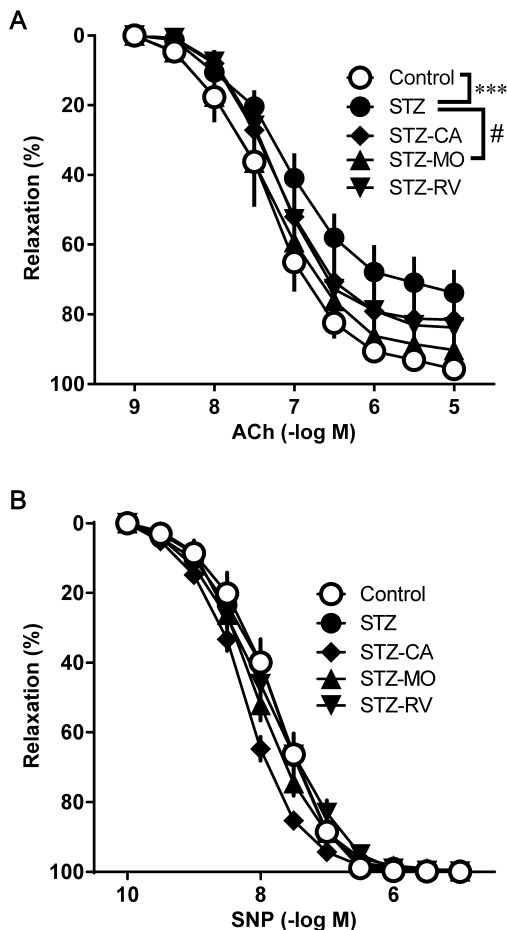 A
0
20
40
60
80
100
Relaxation (%)
9
8
7
6
5
ACh (-log M)
Control
STZ
STZ-CA
STZ-MO
STZ-RV
***
#
B
0
20
40
60
80
100
Relaxation (%)
10
8
6
SNP (-log M)
Control
STZ
STZ-CA
STZ-MO
STZ-RV